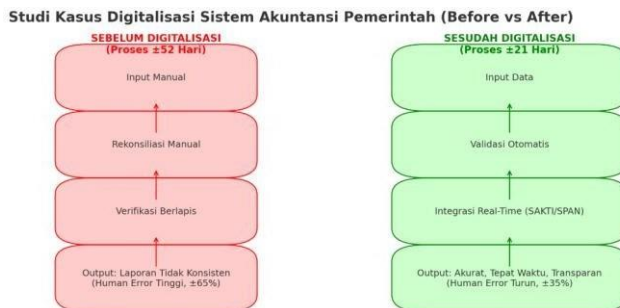 Studi Kasus Digitalisasi Sistem Akuntansi Pemerintah (Before vs After)
SEBELUM DIGITALISASI
(Proses ±52 Hari)
Input Manual
Rekonsiliasi Manual
Verifikasi Berlapis
Output: Laporan Tidak Konsisten
(Human Error Tinggi, ±65%)
SESUDAH DIGITALISASI
(Proses ±21 Hari)
Input Data
Validasi Otomatis
Integrasi Real-Time (SAKTI/SPAN)
Output: Akurat, Tepat Waktu, Transparan
(Human Error Turun, ±35%)